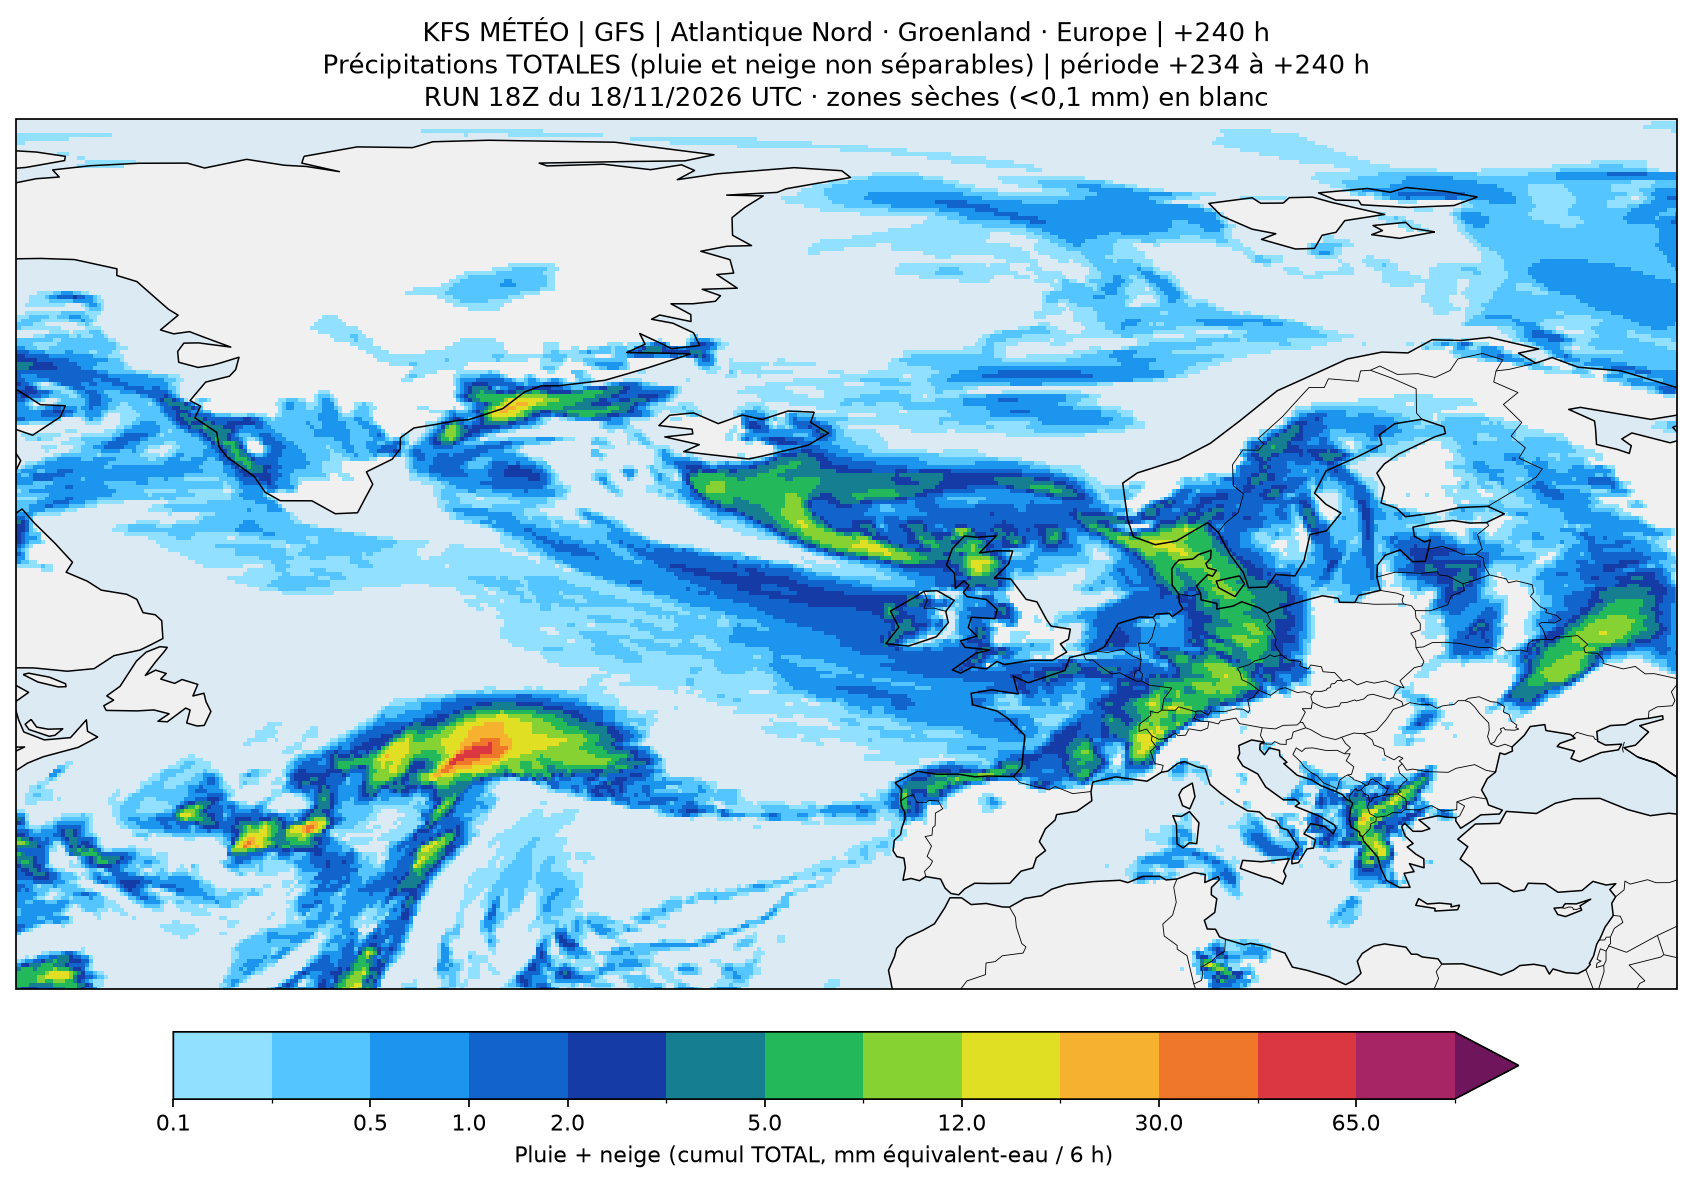 KFS MÉTÉO | GFS | Atlantique Nord · Groenland · Europe | +240 h
Précipitations TOTALES (pluie et neige non séparables) | période +234 à +240 h
RUN 18Z du 18/11/2026 UTC · zones sèches (<0,1 mm) en blanc
0.1 0.5 1.0 2.0 5.0 12.0 30.0 65.0
Pluie + neige (cumul TOTAL, mm équivalent-eau / 6 h)